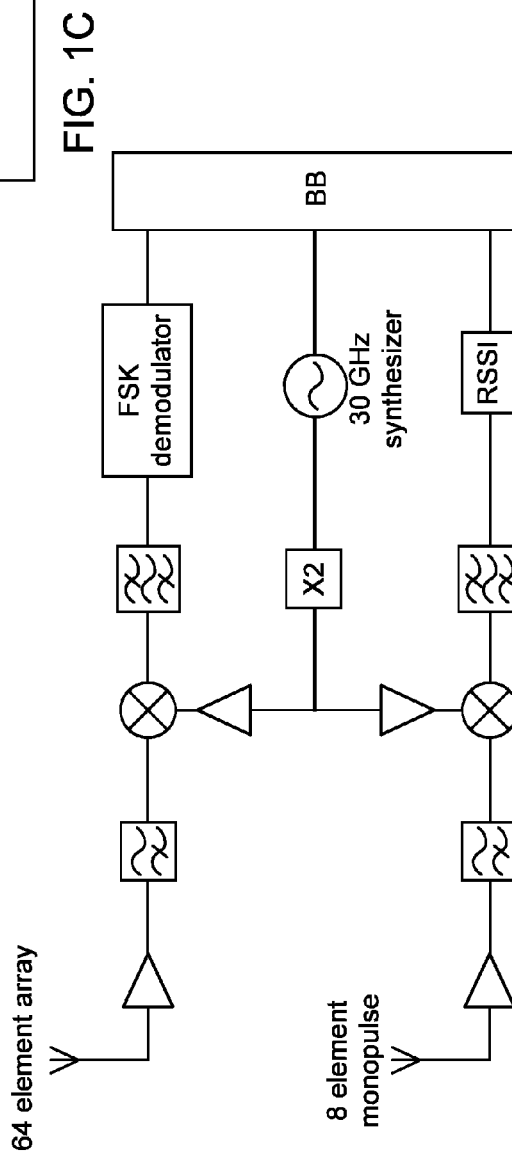 FIG. 1C
64 element array
FSK
demodulator
BB
X2
30 GHz
synthesizer
8 element
monopulse
RSSI